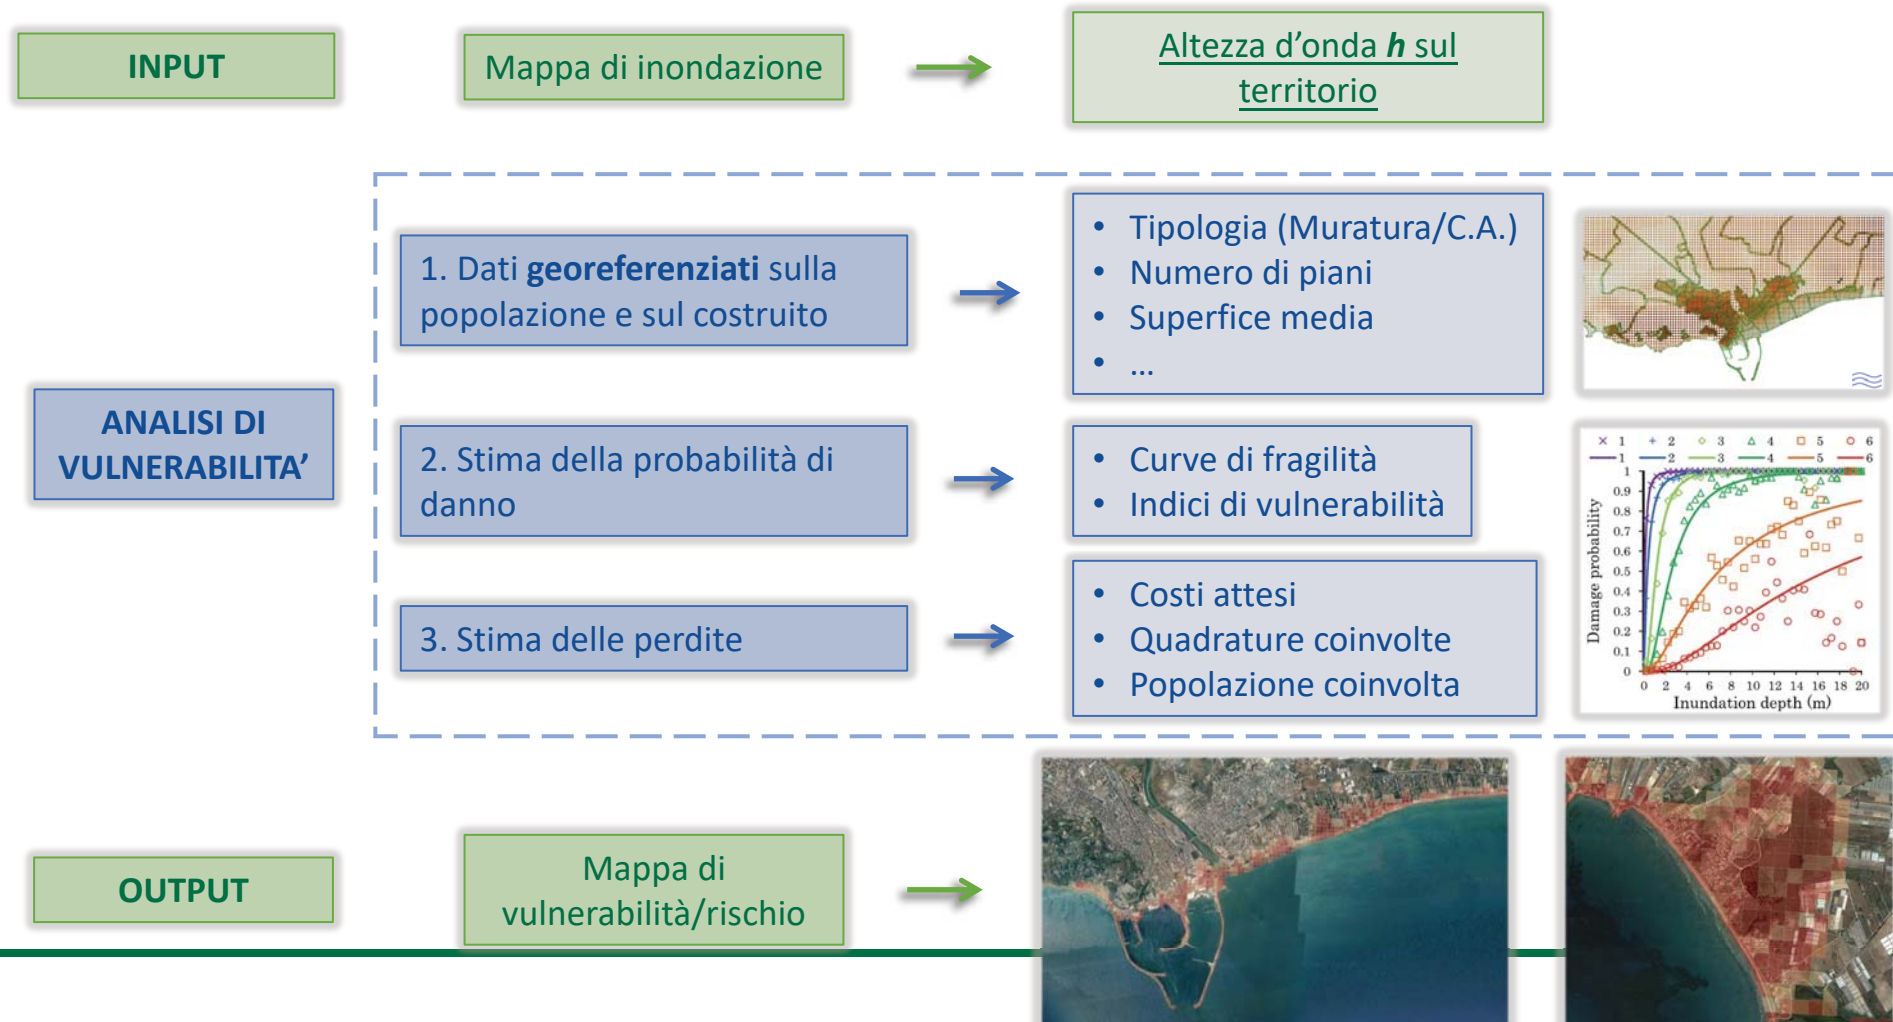 INPUT
Mappa di inondazione
Altezza d'onda h sul
territorio
ANALISI DI
VULNERABILITA’
1. Dati georeferenziati sulla
popolazione e sul costruito
• Tipologia (Muratura/C.A.)
• Numero di piani
• Superfice media
• ...
2. Stima della probabilità di
danno
• Curve di fragilità
• Indici di vulnerabilità
3. Stima delle perdite
• Costi attesi
• Quadrature coinvolte
• Popolazione coinvolta
1 2 3 4 5 6
1 2 3 4 5 6
Damage probability
1
0.9
0.8
0.7
0.6
0.5
0.4
0.3
0.2
0.1
0
0 2 4 6 8 10 12 14 16 18 20
Inundation depth (m)
OUTPUT
Mappa di
vulnerabilità/rischio